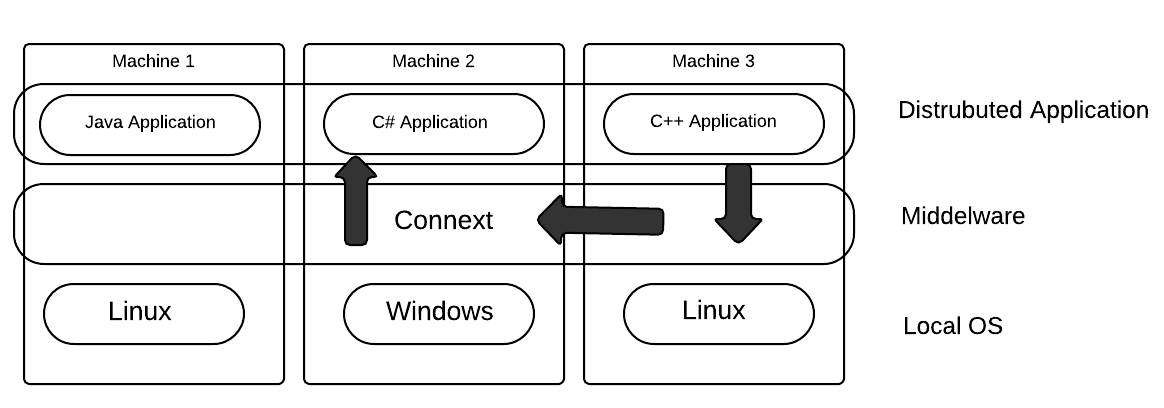 Machine 1
Machine 2
Machine 3
Java Application
C# Application
C++ Application
Distrubuted Application
Connext
Middelware
Linux
Windows
Linux
Local OS